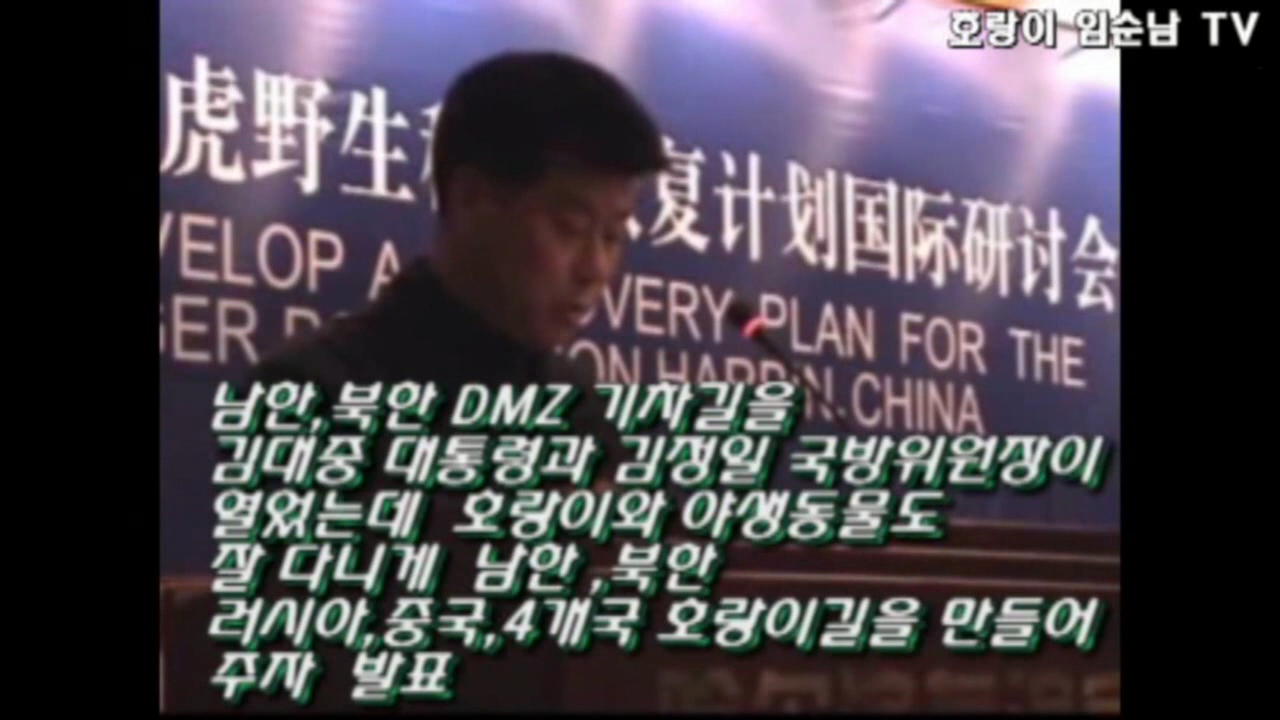 호랑이 임순남 TV
虎野生 复计划国际研讨会
VELOP A OVERY PLAN FOR THE
GER ON HARBIN.CHINA
남한,북한 DMZ 기차길을
김대중 대통령과 김정일 국방위원장이
열었는데 호랑이와 야생동물도
잘 다니게 남한 ,북한
러시아,중국,4개국 호랑이길을 만들어
주자 발표